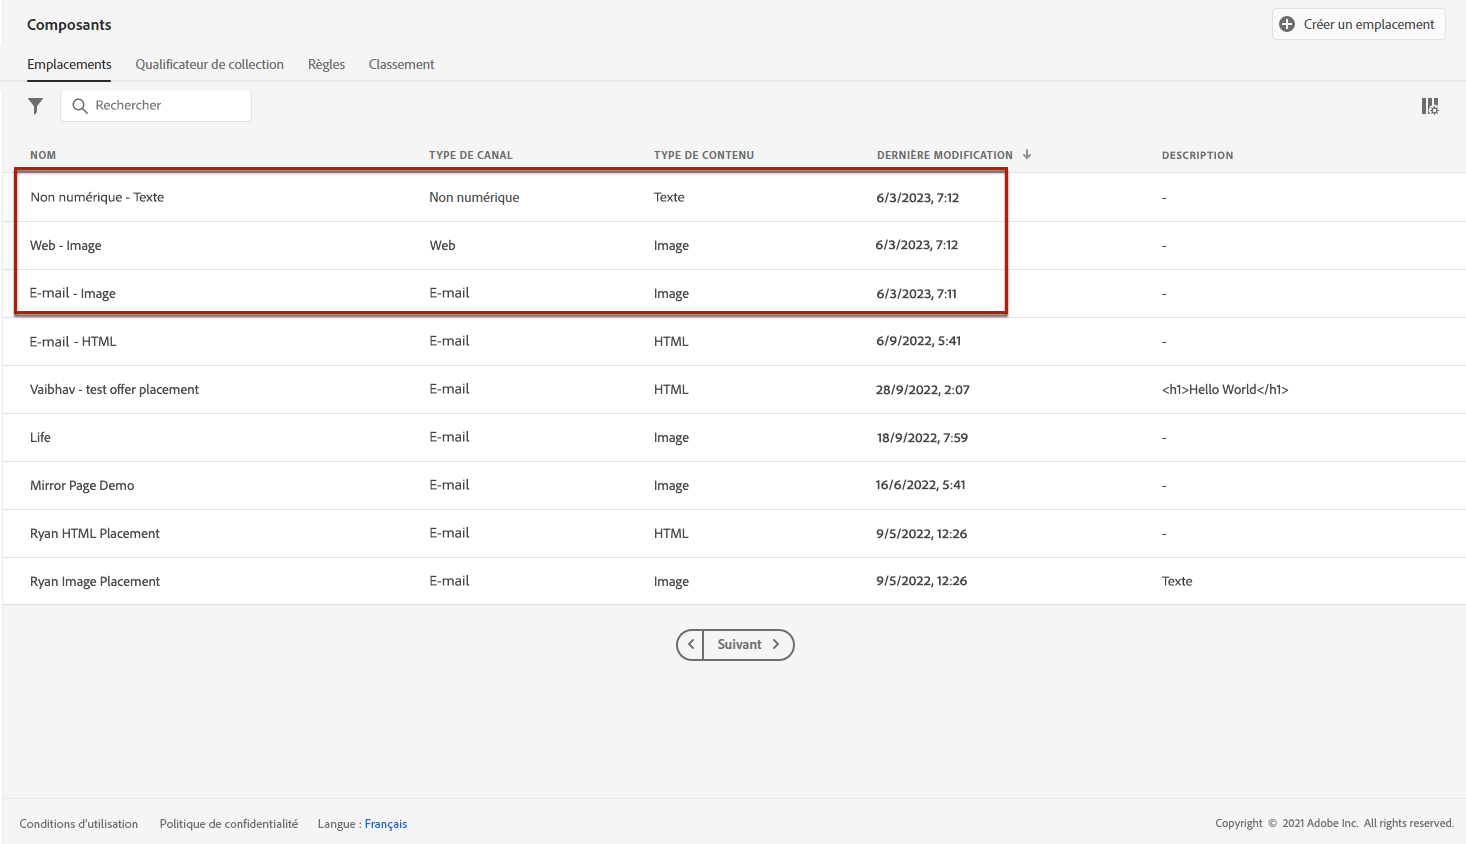 Composants
Créer un emplacement
Emplacements Qualificateur de collection Règles Classement
Rechercher
NOM TYPE DE CANAL TYPE DE CONTENU DERNIÈRE MODIFICATION DESCRIPTION
Non numérique - Texte Non numérique Texte 6/3/2023, 7:12 -
Web - Image Web Image 6/3/2023, 7:12 -
E-mail - Image E-mail Image 6/3/2023, 7:11 -
E-mail - HTML E-mail HTML 6/9/2022, 5:41 -
Vaibhav - test offer placement E-mail HTML 28/9/2022, 2:07 <h1>Hello World</h1>
Life E-mail Image 18/9/2022, 7:59 -
Mirror Page Demo E-mail Image 16/6/2022, 5:41 -
Ryan HTML Placement E-mail HTML 9/5/2022, 12:26 -
Ryan Image Placement E-mail Image 9/5/2022, 12:26 Texte
Suivant
Conditions d'utilisation Politique de confidentialité Langue : Français Copyright © 2021 Adobe Inc. All rights reserved.